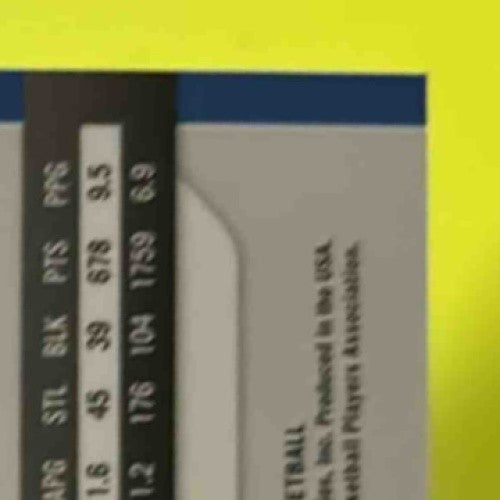 APG STL BLK PTS PPG
1.6 45 39 678 9.5
1.2 176 104 1759 6.9
ETBALL
es, Inc. Produced in the USA.
ketball Players Association.